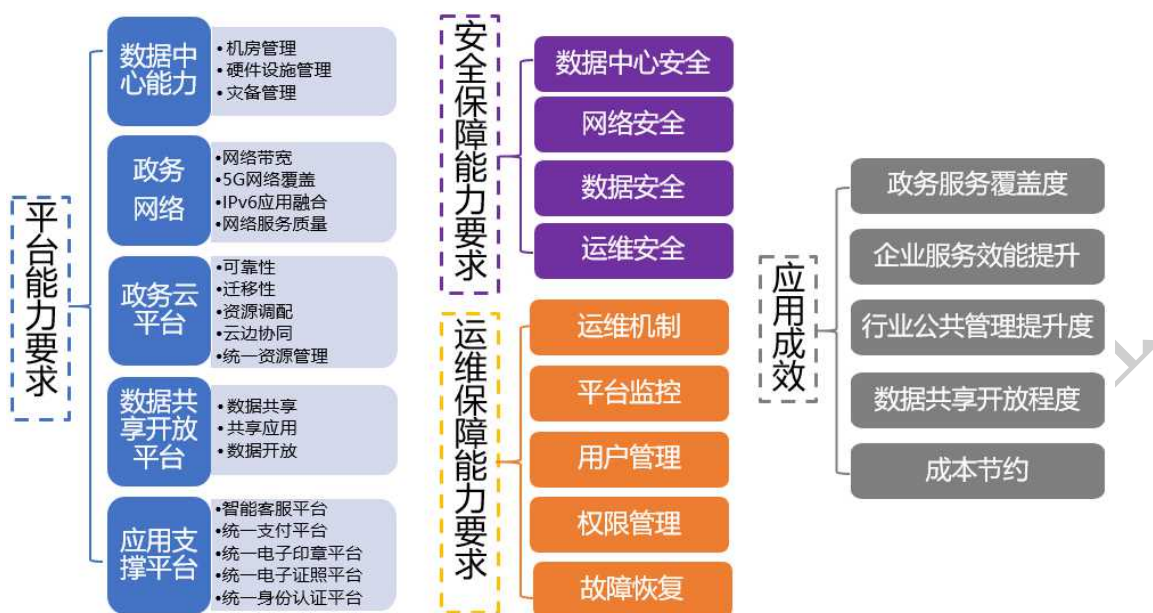 平台能力要求
数据中
心能力
•机房管理
•硬件设施管理
•灾备管理
政务
网络
•网络带宽
•5G网络覆盖
•IPv6应用融合
•网络服务质量
政务云
平台
•可靠性
•迁移性
•资源调配
•云边协同
•统一资源管理
数据共
享开放
平台
•数据共享
•共享应用
•数据开放
应用支
撑平台
•智能客服平台
•统一支付平台
•统一电子印章平台
•统一电子证照平台
•统一身份认证平台
安全保障能力要求
数据中心安全
网络安全
数据安全
运维安全
运维保障能力要求
运维机制
平台监控
用户管理
权限管理
故障恢复
应用成效
政务服务覆盖度
企业服务效能提升
行业公共管理提升度
数据共享开放程度
成本节约